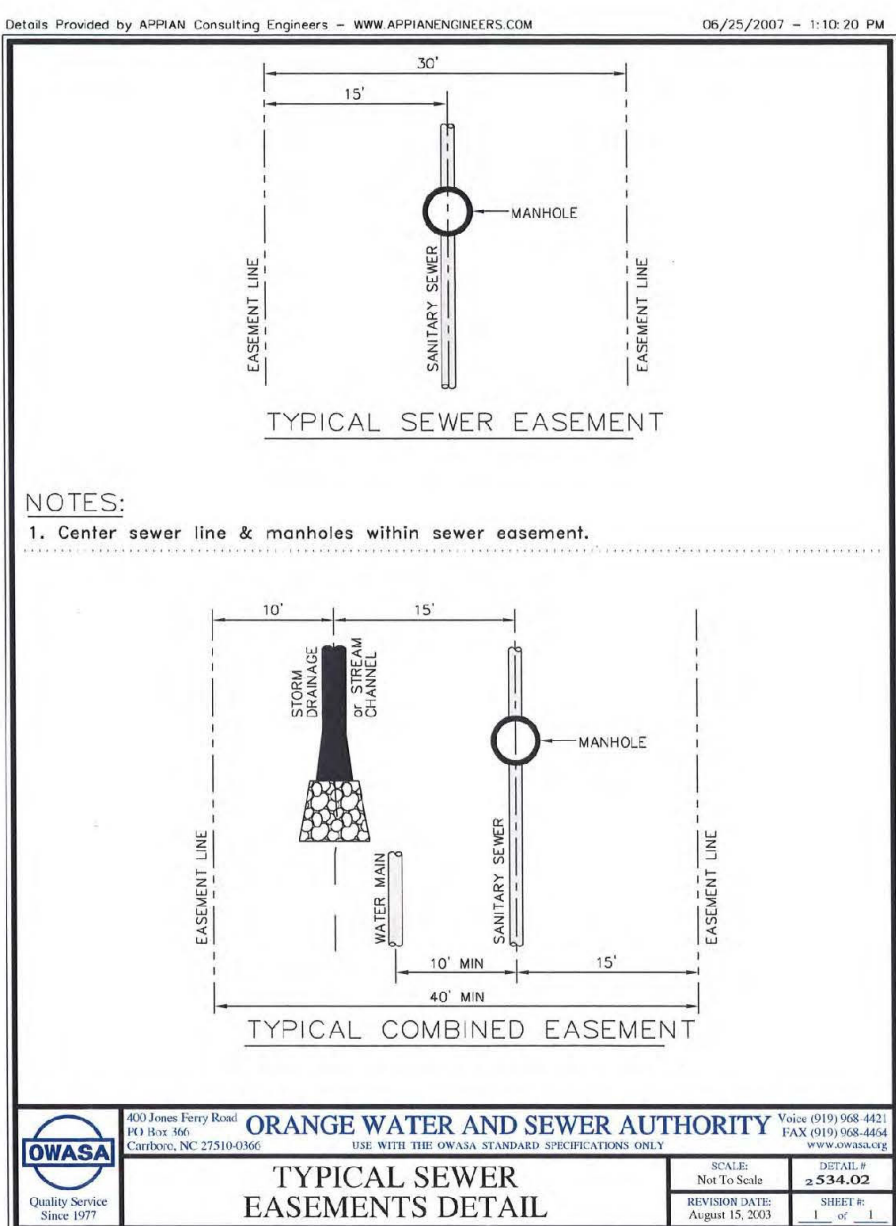 Details Provided by APPIAN Consulting Engineers – WWW.APPIANENGINEERS.COM
06/25/2007 – 1:10:20 PM
30'
15'
MANHOLE
EASEMENT LINE
SANITARY SEWER
EASEMENT LINE
TYPICAL SEWER EASEMENT
NOTES:
1. Center sewer line & manholes within sewer easement.
10'
15'
STORM
DRAINAGE
or STREAM
CHANNEL
MANHOLE
EASEMENT LINE
WATER MAIN
SANITARY SEWER
EASEMENT LINE
10' MIN
15'
40' MIN
TYPICAL COMBINED EASEMENT
OWASA
Quality Service
Since 1977
400 Jones Ferry Road
PO Box 366
Carrboro, NC 27510-0366
ORANGE WATER AND SEWER AUTHORITY
USE WITH THE OWASA STANDARD SPECIFICATIONS ONLY
Voice (919) 968-4421
FAX (919) 968-4464
www.owasa.org
TYPICAL SEWER
EASEMENTS DETAIL
SCALE:
Not To Scale
DETAIL #
2534.02
REVISION DATE:
August 15, 2003
SHEET #:
1 of 1